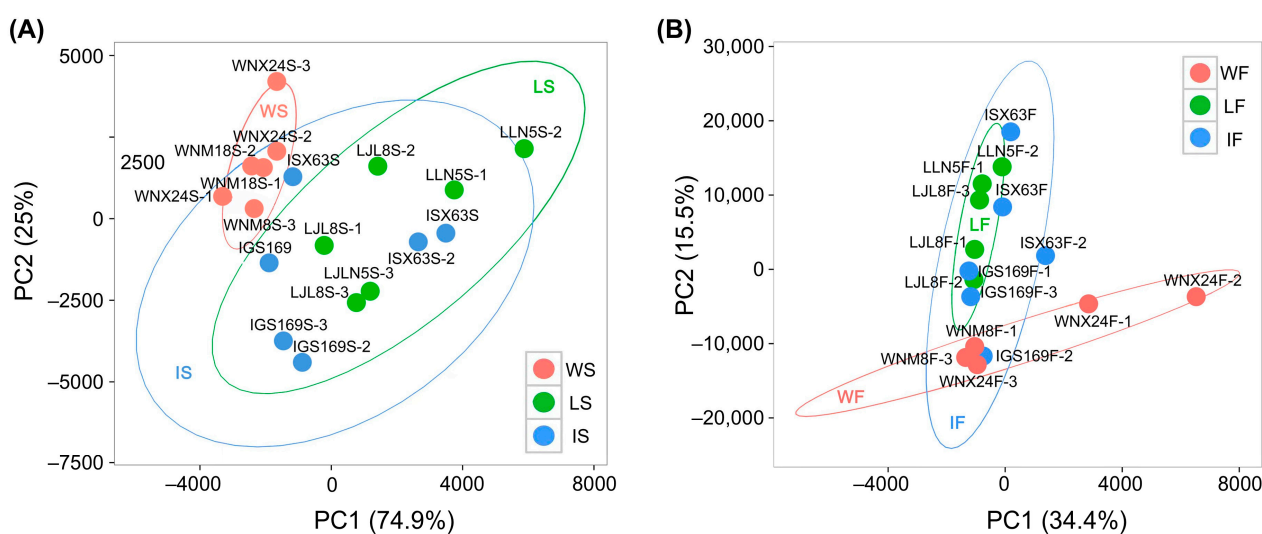 (A)
5000
2500
0
−2500
−5000
−7500
PC2 (25%)
WNX24S-3
WS
WNX24S-2
WNM18S-2
ISX63S
WNM18S-1
WNX24S-1
WNM8S-3
IGS169
LJL8S-2
LLN5S-2
LS
LLN5S-1
ISX63S
ISX63S-2
LJL8S-1
LJLN5S-3
LJL8S-3
IGS169S-3
IGS169S-2
IS
WS
LS
IS
−4000
0
4000
8000
PC1 (74.9%)
(B)
30,000
20,000
10,000
0
−10,000
−20,000
PC2 (15.5%)
WF
LF
IF
ISX63F
LLN5F-2
LLN5F-1
LJL8F-3
ISX63F
LF
LJL8F-1
ISX63F-2
IGS169F-1
LJL8F-2
IGS169F-3
WNX24F-2
WNX24F-1
WNM8F-1
WNM8F-3
IGS169F-2
WNX24F-3
WF
IF
−4000
0
4000
8000
PC1 (34.4%)